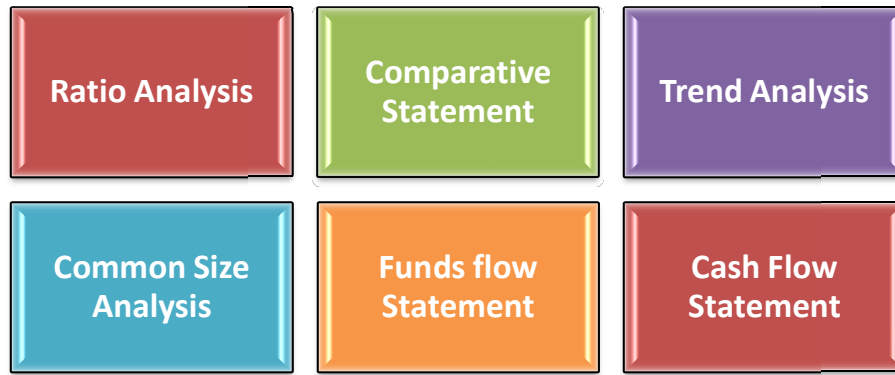 Ratio Analysis
Comparative
Statement
Trend Analysis
Common Size
Analysis
Funds flow
Statement
Cash Flow
Statement